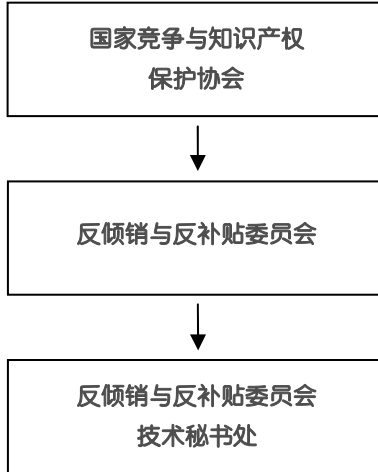 国家竞争与知识产权
保护协会
反倾销与反补贴委员会
反倾销与反补贴委员会
技术秘书处